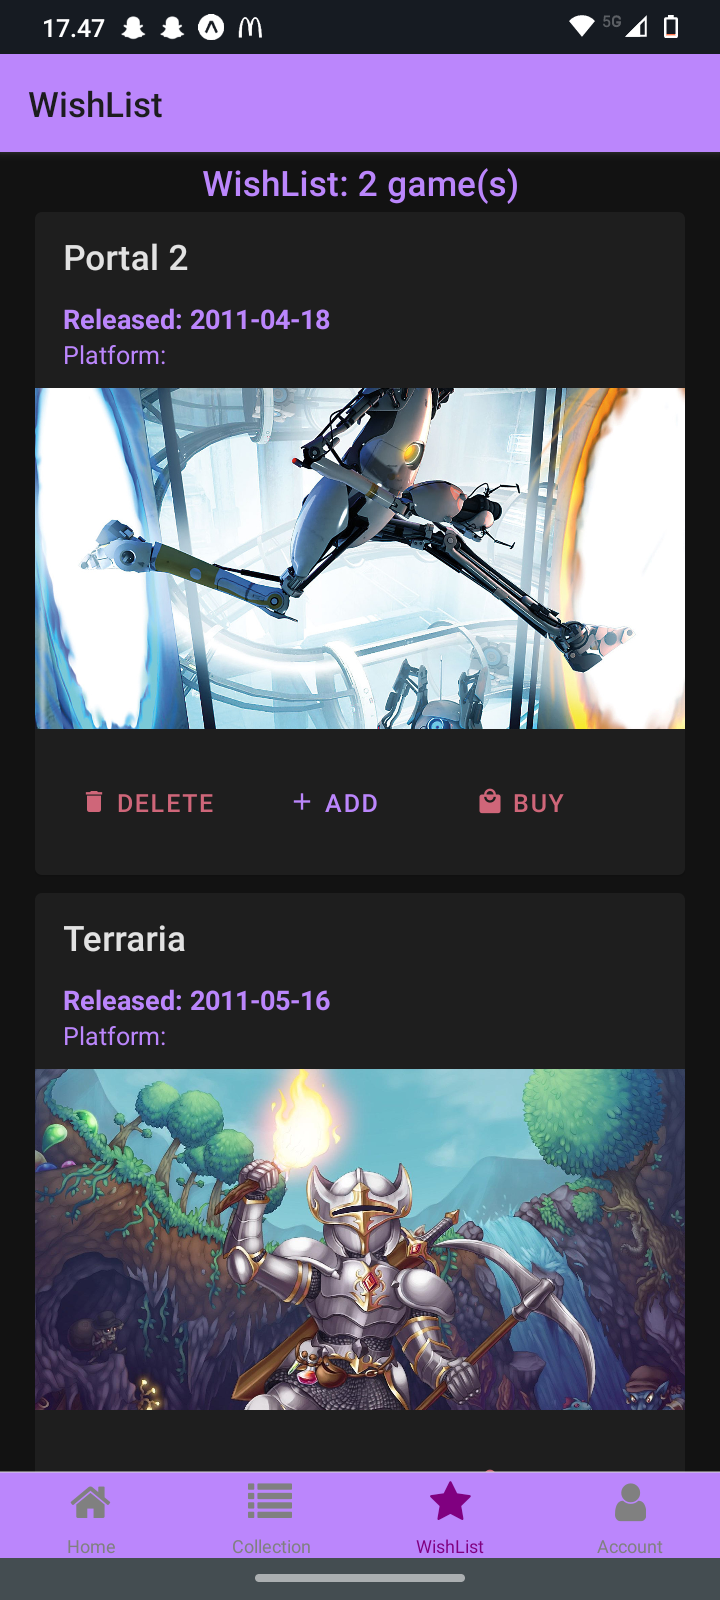 17.47
5G
WishList
WishList: 2 game(s)
Portal 2
Released: 2011-04-18
Platform:
DELETE
ADD
BUY
Terraria
Released: 2011-05-16
Platform:
Home
Collection
WishList
Account